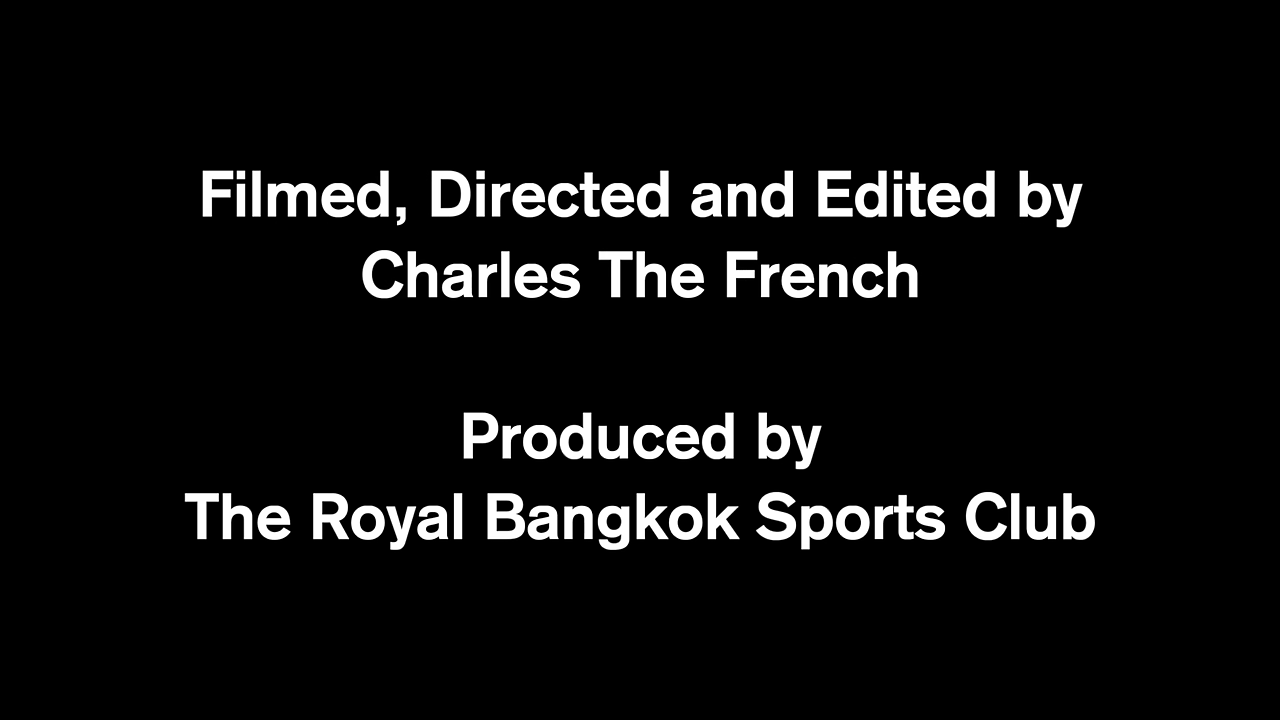 Filmed, Directed and Edited by
Charles The French
Produced by
The Royal Bangkok Sports Club